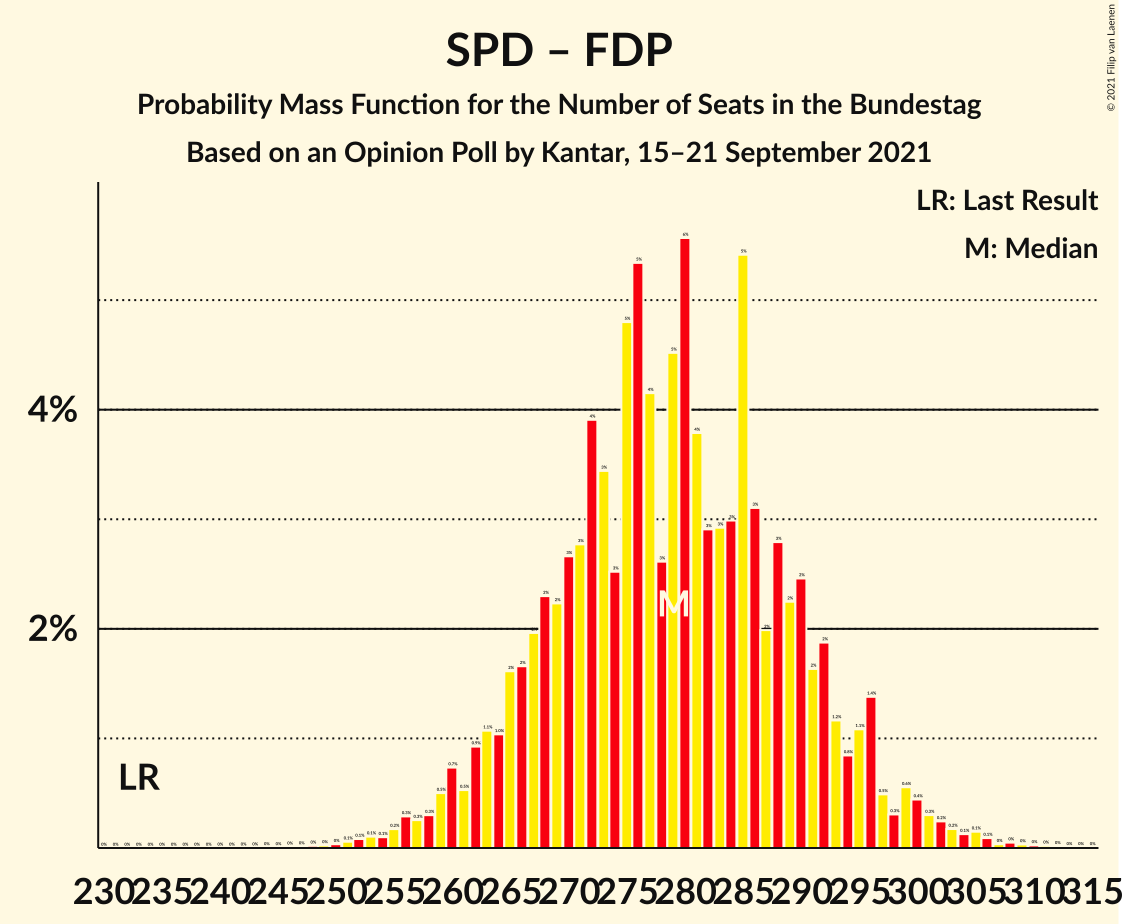 SPD – FDP
Probability Mass Function for the Number of Seats in the Bundestag
Based on an Opinion Poll by Kantar, 15–21 September 2021
© 2021 Filip van Laenen
LR: Last Result
M: Median
4%
2%
LR
M
230 235 240 245 250 255 260 265 270 275 280 285 290 295 300 305 310 315